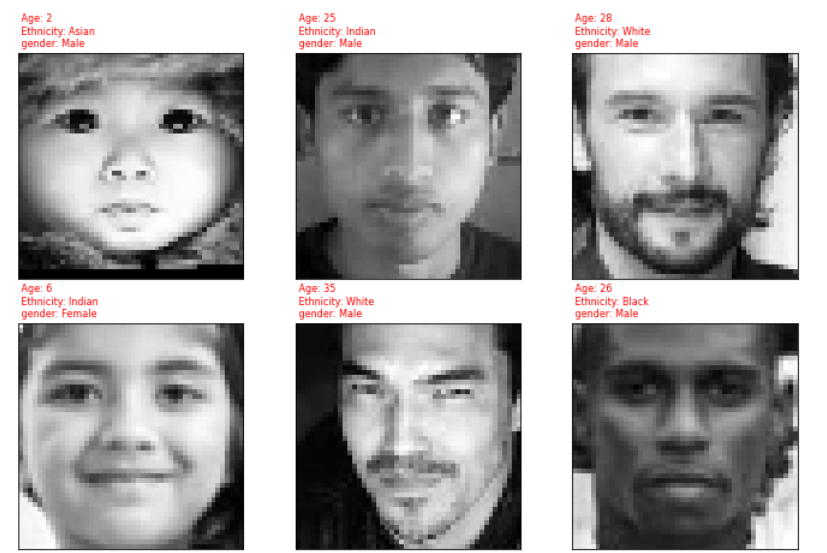 Age: 2
Ethnicity: Asian
gender: Male
Age: 25
Ethnicity: Indian
gender: Male
Age: 28
Ethnicity: White
gender: Male
Age: 6
Ethnicity: Indian
gender: Female
Age: 35
Ethnicity: White
gender: Male
Age: 26
Ethnicity: Black
gender: Male